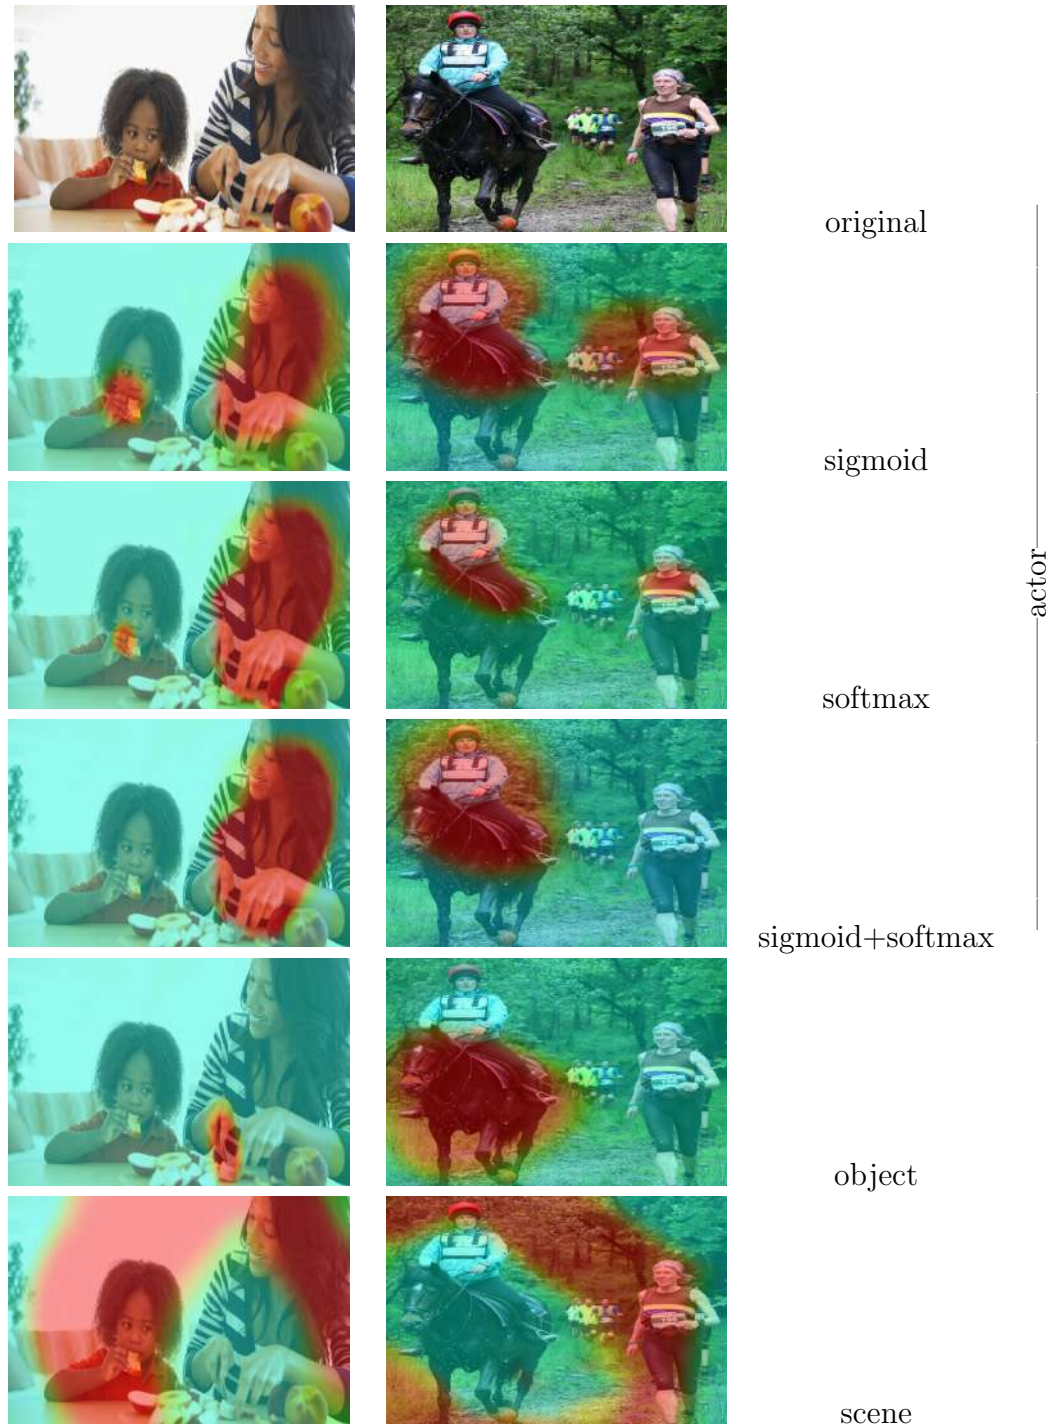 original
sigmoid
softmax
actor
sigmoid+softmax
object
scene